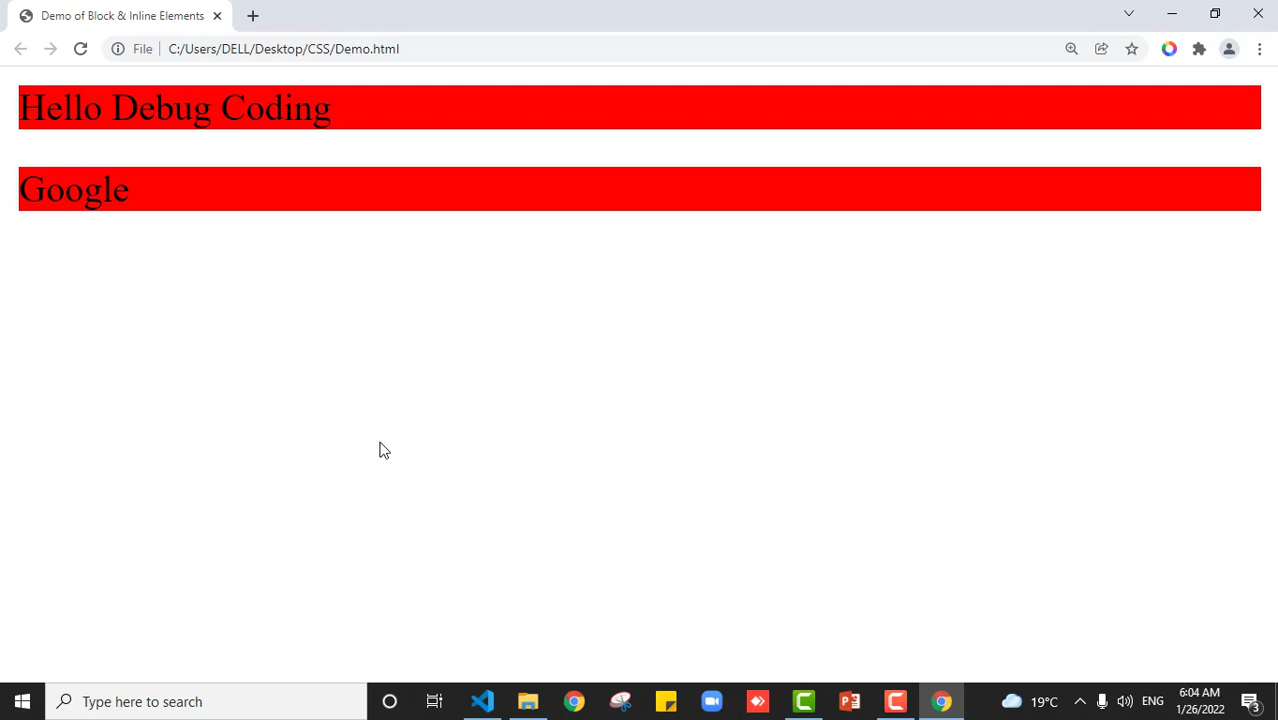 Demo of Block & Inline Elements
File C:/Users/DELL/Desktop/CSS/Demo.html
Hello Debug Coding
Google
Type here to search
19°C
ENG
6:04 AM
1/26/2022
3